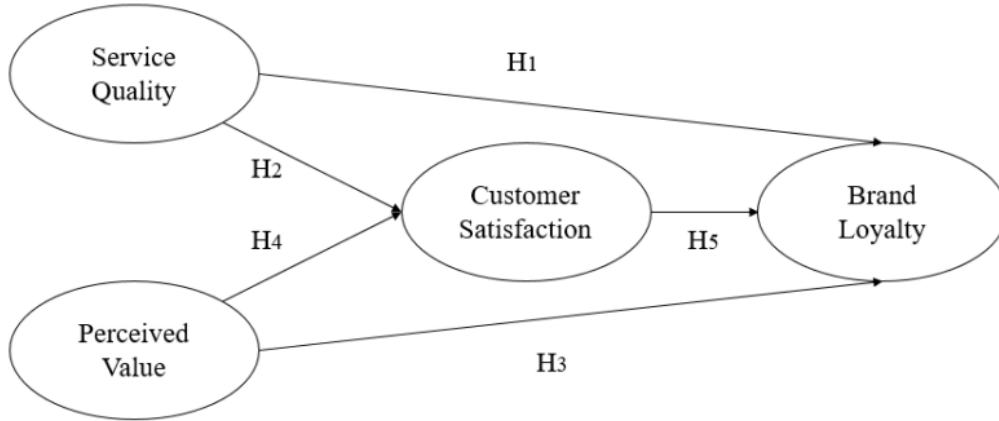 Service
Quality
H1
H2
Customer
Satisfaction
Brand
Loyalty
H4
H5
Perceived
Value
H3